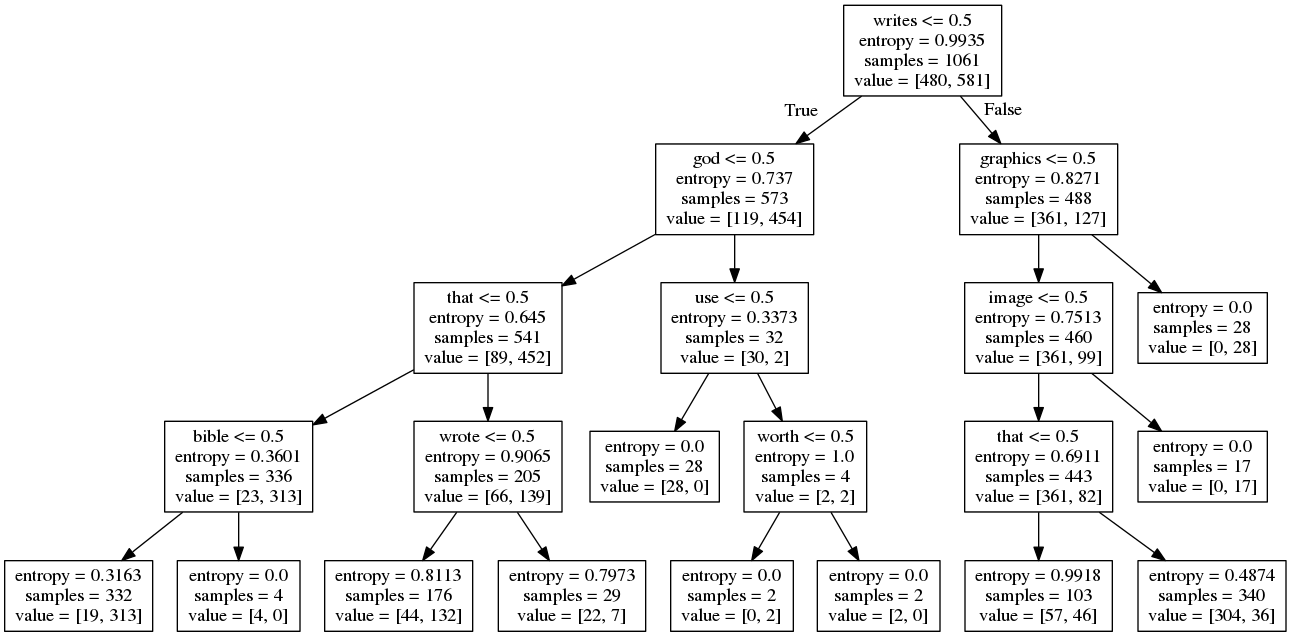 writes <= 0.5
entropy = 0.9935
samples = 1061
value = [480, 581]
True
False
god <= 0.5
entropy = 0.737
samples = 573
value = [119, 454]
graphics <= 0.5
entropy = 0.8271
samples = 488
value = [361, 127]
that <= 0.5
entropy = 0.645
samples = 541
value = [89, 452]
use <= 0.5
entropy = 0.3373
samples = 32
value = [30, 2]
image <= 0.5
entropy = 0.7513
samples = 460
value = [361, 99]
entropy = 0.0
samples = 28
value = [0, 28]
bible <= 0.5
entropy = 0.3601
samples = 336
value = [23, 313]
wrote <= 0.5
entropy = 0.9065
samples = 205
value = [66, 139]
entropy = 0.0
samples = 28
value = [28, 0]
worth <= 0.5
entropy = 1.0
samples = 4
value = [2, 2]
that <= 0.5
entropy = 0.6911
samples = 443
value = [361, 82]
entropy = 0.0
samples = 17
value = [0, 17]
entropy = 0.3163
samples = 332
value = [19, 313]
entropy = 0.0
samples = 4
value = [4, 0]
entropy = 0.8113
samples = 176
value = [44, 132]
entropy = 0.7973
samples = 29
value = [22, 7]
entropy = 0.0
samples = 2
value = [0, 2]
entropy = 0.0
samples = 2
value = [2, 0]
entropy = 0.9918
samples = 103
value = [57, 46]
entropy = 0.4874
samples = 340
value = [304, 36]